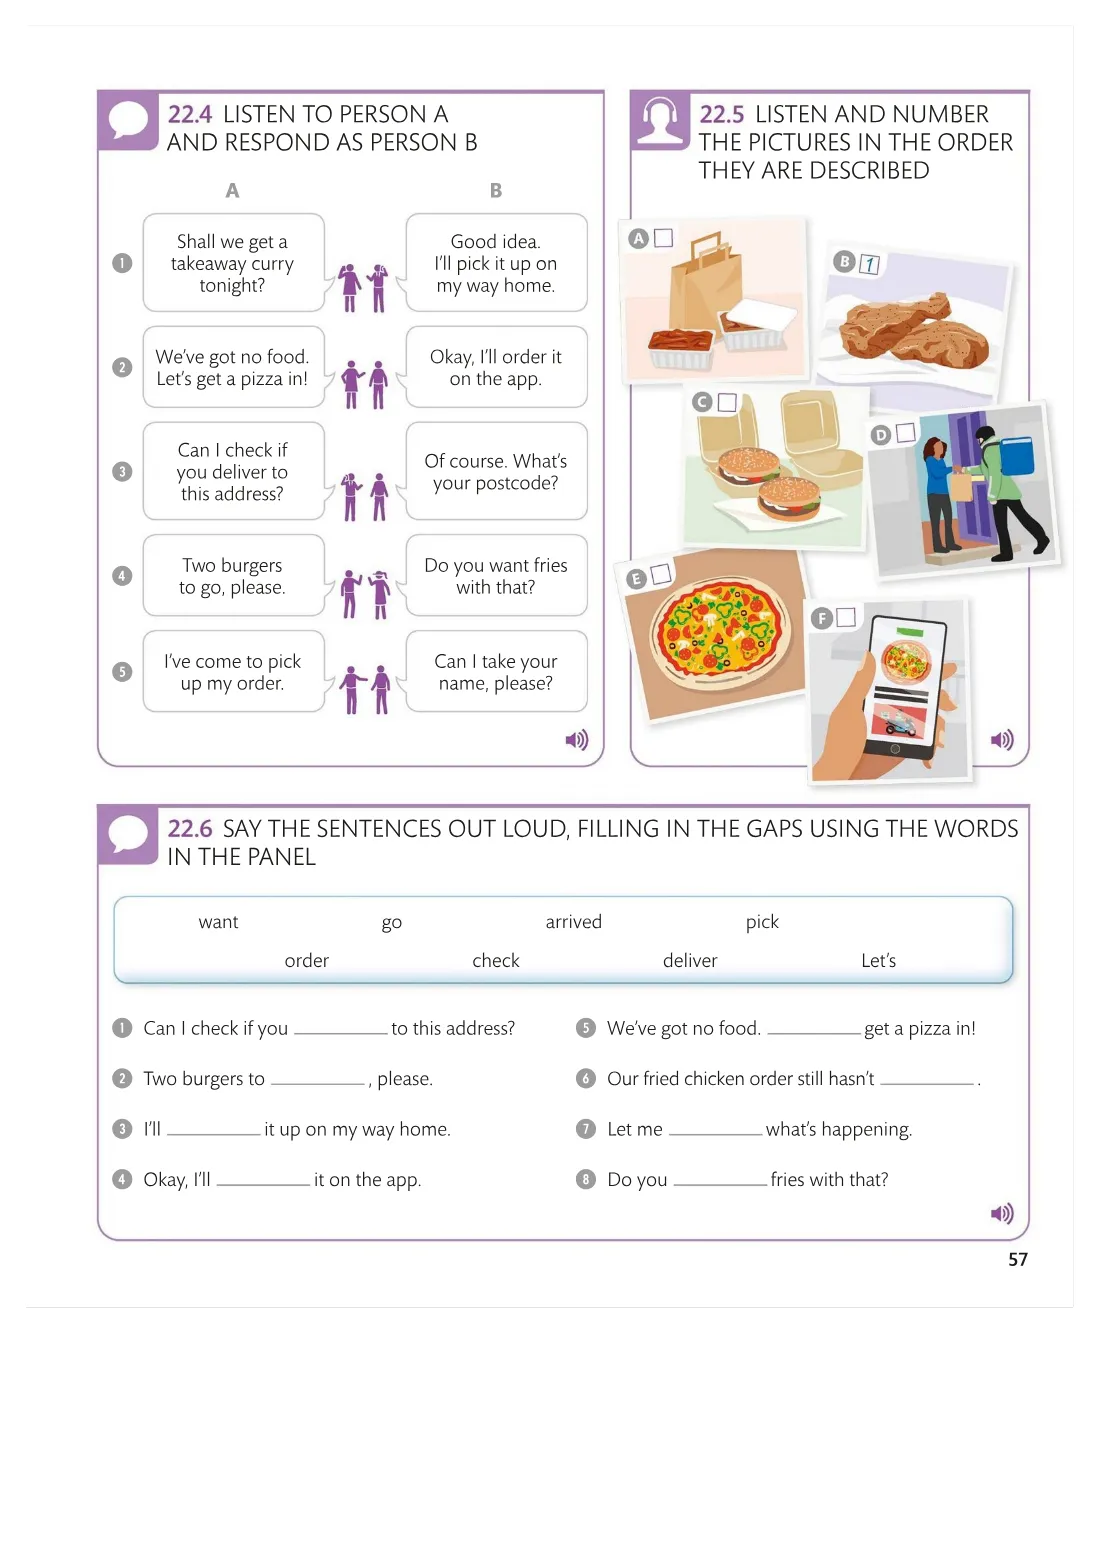 22.4 LISTEN TO PERSON A
AND RESPOND AS PERSON B
A
B
1
Shall we get a
takeaway curry
tonight?
Good idea.
I'll pick it up on
my way home.
2
We've got no food.
Let's get a pizza in!
Okay, I'll order it
on the app.
3
Can I check if
you deliver to
this address?
Of course. What's
your postcode?
4
Two burgers
to go, please.
Do you want fries
with that?
5
I've come to pick
up my order.
Can I take your
name, please?
22.5 LISTEN AND NUMBER
THE PICTURES IN THE ORDER
THEY ARE DESCRIBED
A
B 1
C
D
E
F
22.6 SAY THE SENTENCES OUT LOUD, FILLING IN THE GAPS USING THE WORDS
IN THE PANEL
want go arrived pick
order check deliver Let's
1 Can I check if you ________ to this address?
2 Two burgers to ________ , please.
3 I'll ________ it up on my way home.
4 Okay, I'll ________ it on the app.
5 We've got no food. ________ get a pizza in!
6 Our fried chicken order still hasn't ________ .
7 Let me ________ what's happening.
8 Do you ________ fries with that?
57